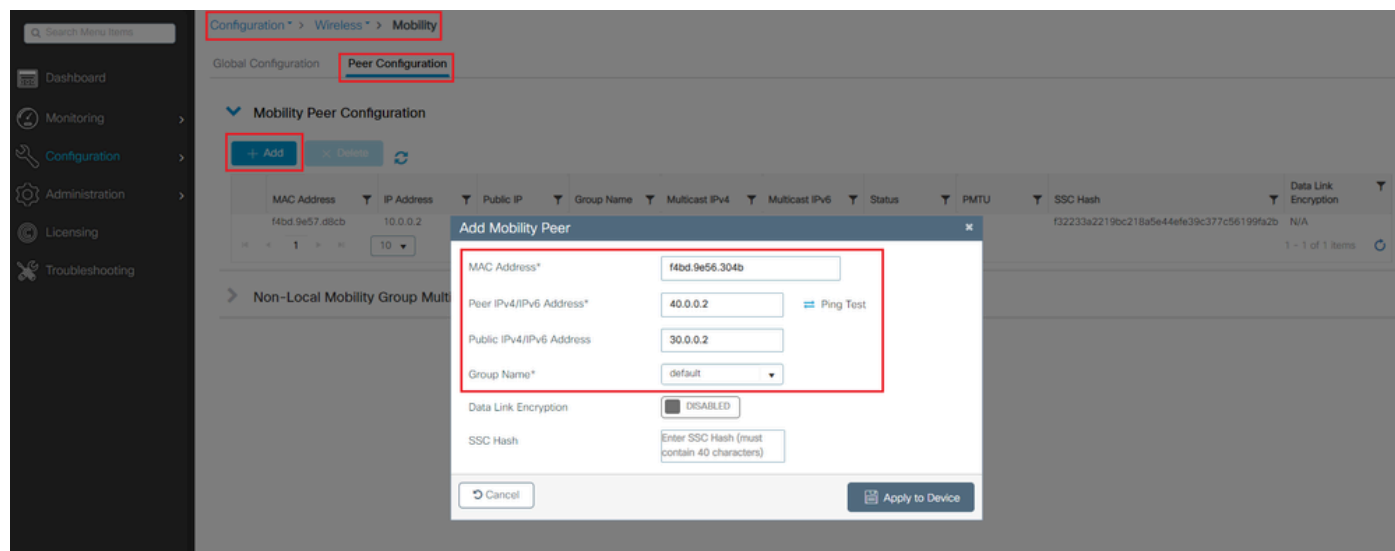 Search Menu Items
Configuration > Wireless > Mobility
Global Configuration Peer Configuration
Dashboard
Monitoring
Configuration
Administration
Licensing
Troubleshooting
Mobility Peer Configuration
+ Add × Delete
MAC Address IP Address Public IP Group Name Multicast IPv4 Multicast IPv6 Status PMTU SSC Hash Data Link Encryption
f4bd.9e57.d8cb 10.0.0.2 f32233a2219bc218a5e44efe39c377c56199fa2b N/A
1 10 1 - 1 of 1 Items
Non-Local Mobility Group Multi
Add Mobility Peer ×
MAC Address* f4bd.9e56.304b
Peer IPv4/IPv6 Address* 40.0.0.2 Ping Test
Public IPv4/IPv6 Address 30.0.0.2
Group Name* default
Data Link Encryption DISABLED
SSC Hash Enter SSC Hash (must
contain 40 characters)
Cancel Apply to Device